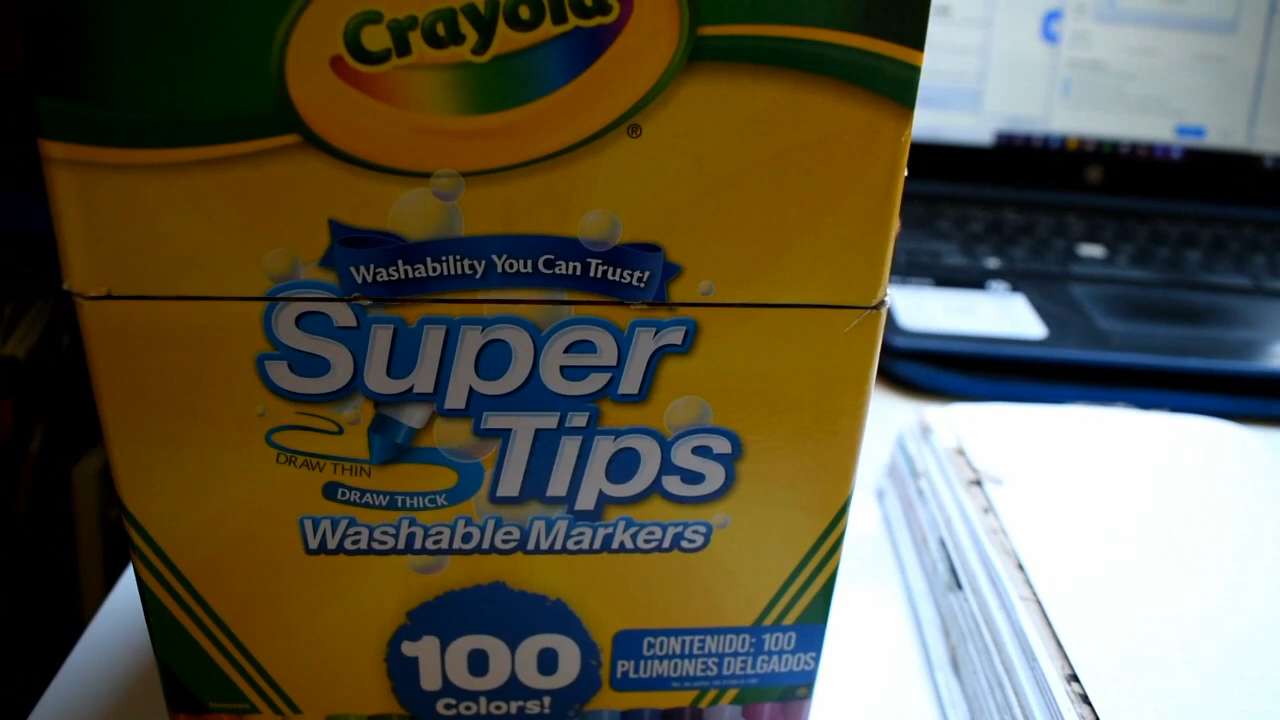 Crayola
®
Washability You Can Trust!
Super
Tips
DRAW THIN
DRAW THICK
Washable Markers
100
Colors!
CONTENIDO: 100
PLUMONES DELGADOS